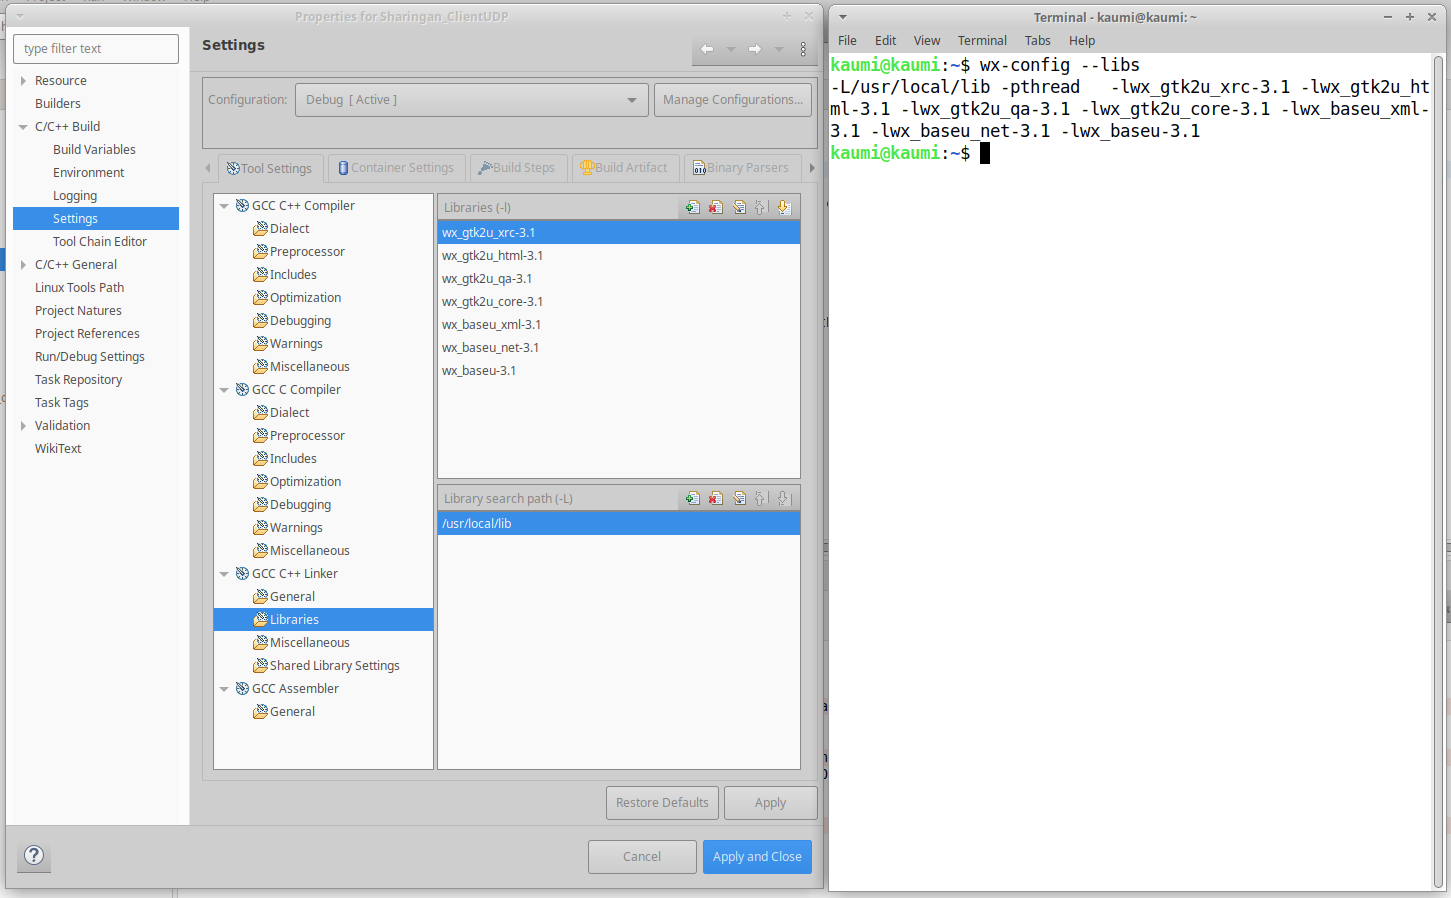 Properties for Sharingan_ClientUDP
type filter text
Resource
Builders
C/C++ Build
Build Variables
Environment
Logging
Settings
Tool Chain Editor
C/C++ General
Linux Tools Path
Project Natures
Project References
Run/Debug Settings
Task Repository
Task Tags
Validation
WikiText
Settings
Configuration:
Debug [ Active ]
Manage Configurations...
Tool Settings
Container Settings
Build Steps
Build Artifact
Binary Parsers
GCC C++ Compiler
Dialect
Preprocessor
Includes
Optimization
Debugging
Warnings
Miscellaneous
GCC C Compiler
Dialect
Preprocessor
Includes
Optimization
Debugging
Warnings
Miscellaneous
GCC C++ Linker
General
Libraries
Miscellaneous
Shared Library Settings
GCC Assembler
General
Libraries (-l)
wx_gtk2u_xrc-3.1
wx_gtk2u_html-3.1
wx_gtk2u_qa-3.1
wx_gtk2u_core-3.1
wx_baseu_xml-3.1
wx_baseu_net-3.1
wx_baseu-3.1
Library search path (-L)
/usr/local/lib
Restore Defaults
Apply
Cancel
Apply and Close
Terminal - kaumi@kaumi: ~
File Edit View Terminal Tabs Help
kaumi@kaumi:~$ wx-config --libs
-L/usr/local/lib -pthread   -lwx_gtk2u_xrc-3.1 -lwx_gtk2u_ht
ml-3.1 -lwx_gtk2u_qa-3.1 -lwx_gtk2u_core-3.1 -lwx_baseu_xml-
3.1 -lwx_baseu_net-3.1 -lwx_baseu-3.1
kaumi@kaumi:~$